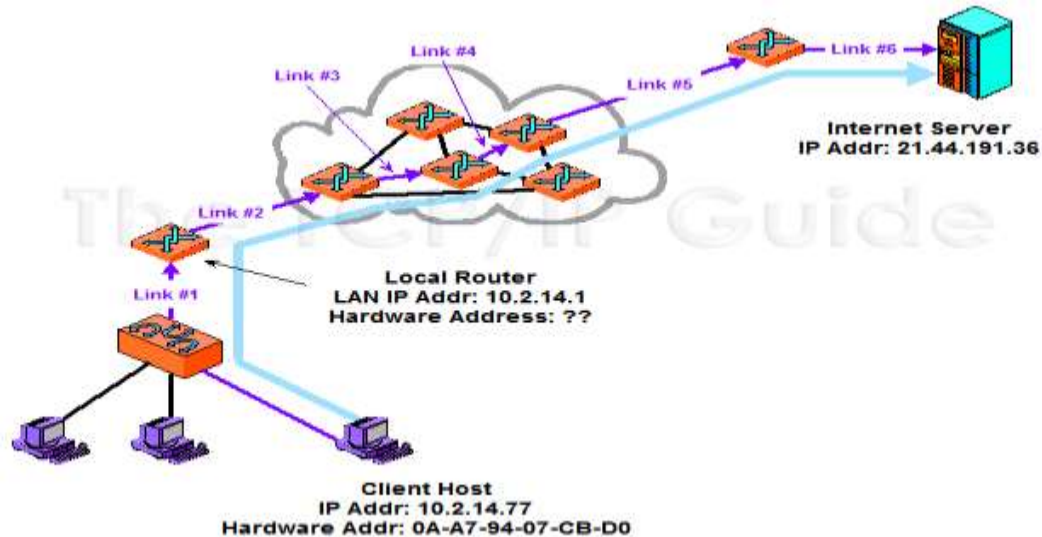 Link #4
Link #3
Link #6
Link #5
Internet Server
IP Addr: 21.44.191.36
The TCP/IP Guide
Link #2
Local Router
LAN IP Addr: 10.2.14.1
Hardware Address: ??
Link #1
Client Host
IP Addr: 10.2.14.77
Hardware Addr: 0A-A7-94-07-CB-D0